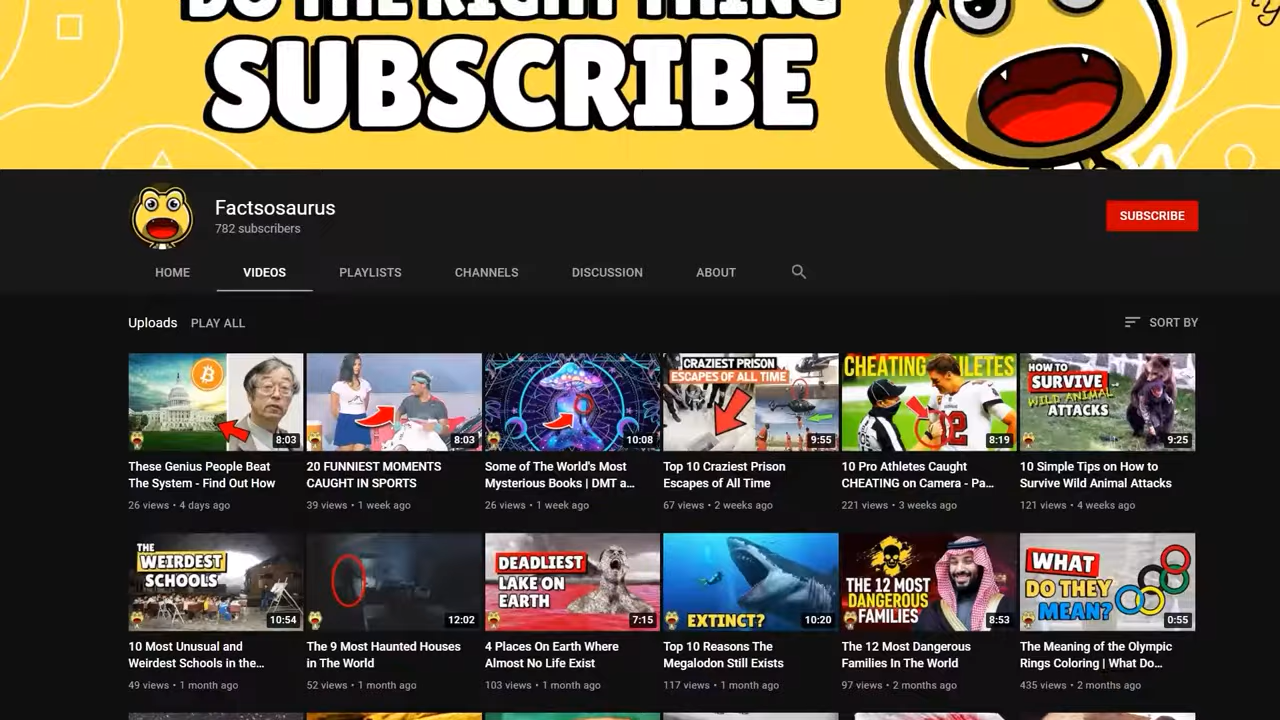 DO THE RIGHT THING
SUBSCRIBE
Factsosaurus
782 subscribers
SUBSCRIBE
HOME
VIDEOS
PLAYLISTS
CHANNELS
DISCUSSION
ABOUT
Uploads
PLAY ALL
SORT BY
8:03
These Genius People Beat
The System - Find Out How
26 views • 4 days ago
8:03
20 FUNNIEST MOMENTS
CAUGHT IN SPORTS
39 views • 1 week ago
10:08
Some of The World's Most
Mysterious Books | DMT a...
26 views • 1 week ago
CRAZIEST PRISON
ESCAPES OF ALL TIME
9:55
Top 10 Craziest Prison
Escapes of All Time
67 views • 2 weeks ago
CHEATING
12
8:19
10 Pro Athletes Caught
CHEATING on Camera - Pa...
221 views • 3 weeks ago
HOW TO
SURVIVE
WILD ANIMAL
ATTACKS
9:25
10 Simple Tips on How to
Survive Wild Animal Attacks
121 views • 4 weeks ago
THE
WEIRDEST
SCHOOLS
10:54
10 Most Unusual and
Weirdest Schools in the...
49 views • 1 month ago
12:02
The 9 Most Haunted Houses
in The World
52 views • 1 month ago
DEADLIEST
LAKE ON
EARTH
7:15
4 Places On Earth Where
Almost No Life Exist
103 views • 1 month ago
EXTINCT?
10:20
Top 10 Reasons The
Megalodon Still Exists
117 views • 1 month ago
THE 12 MOST
DANGEROUS
FAMILIES
8:53
The 12 Most Dangerous
Families In The World
97 views • 2 months ago
WHAT
DO THEY
MEAN?
0:55
The Meaning of the Olympic
Rings Coloring | What Do...
435 views • 2 months ago